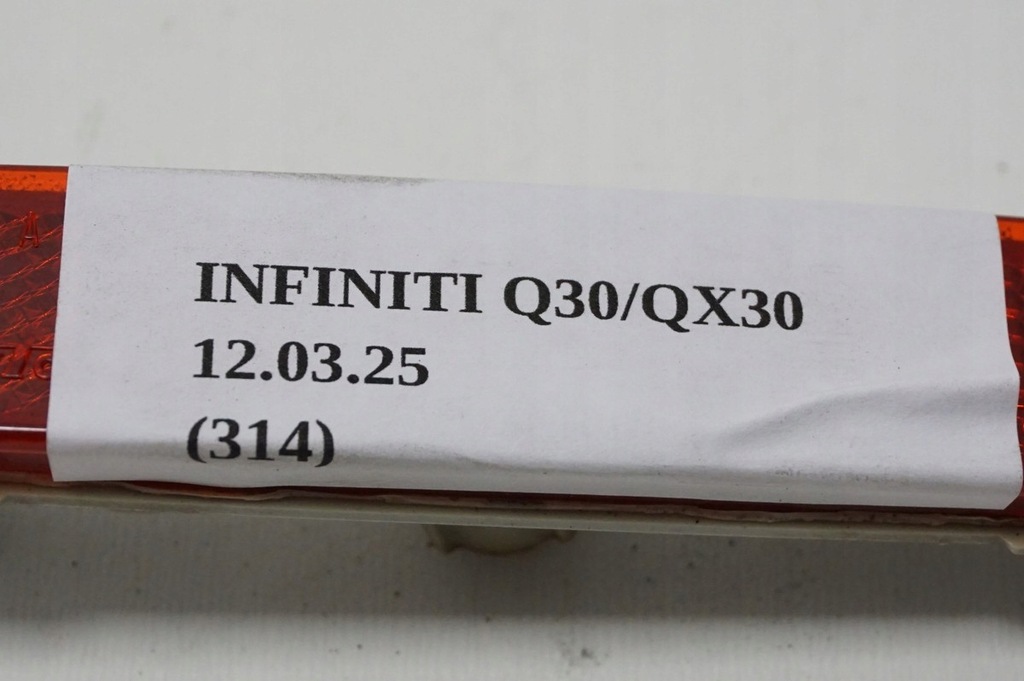 INFINITI Q30/QX30
12.03.25
(314)
A